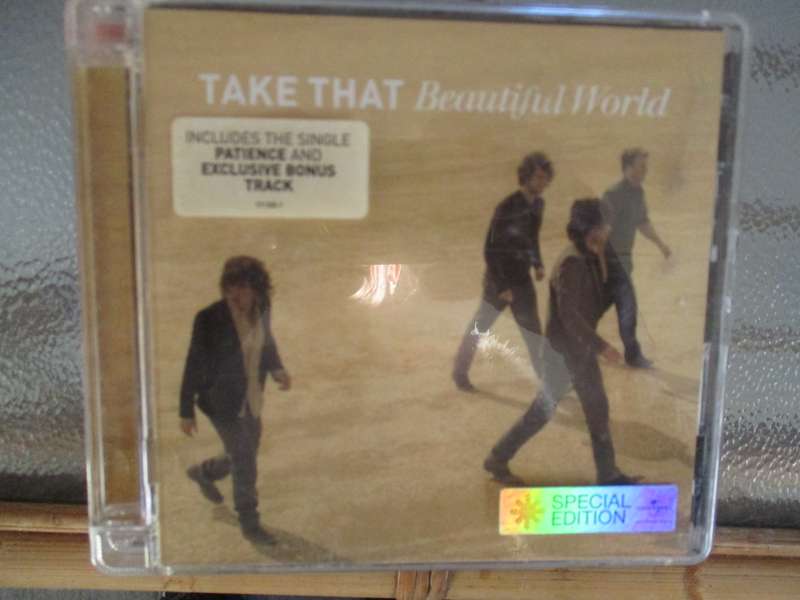 TAKE THAT Beautiful World
INCLUDES THE SINGLE
PATIENCE AND
EXCLUSIVE BONUS
TRACK
SPECIAL
EDITION